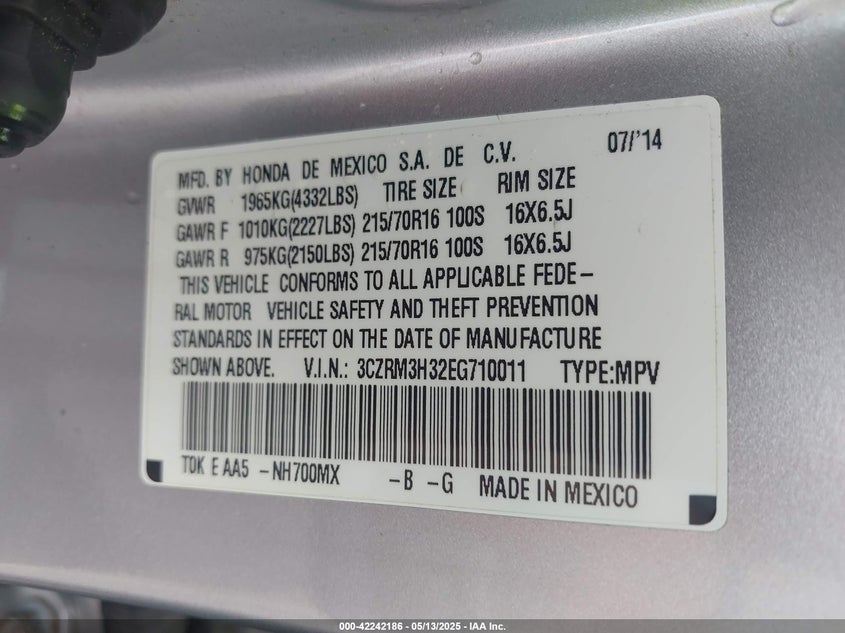 07/'14
MFD. BY HONDA DE MEXICO S.A. DE C.V.
GVWR 1965KG(4332LBS) TIRE SIZE RIM SIZE
GAWR F 1010KG(2227LBS) 215/70R16 100S 16X6.5J
GAWR R 975KG(2150LBS) 215/70R16 100S 16X6.5J
THIS VEHICLE CONFORMS TO ALL APPLICABLE FEDE–
RAL MOTOR VEHICLE SAFETY AND THEFT PREVENTION
STANDARDS IN EFFECT ON THE DATE OF MANUFACTURE
SHOWN ABOVE. V.I.N.: 3CZRM3H32EG710011 TYPE:MPV
TDK E AA5 –NH700MX –B –G MADE IN MEXICO
000-42242186 - 05/13/2025 - IAA Inc.